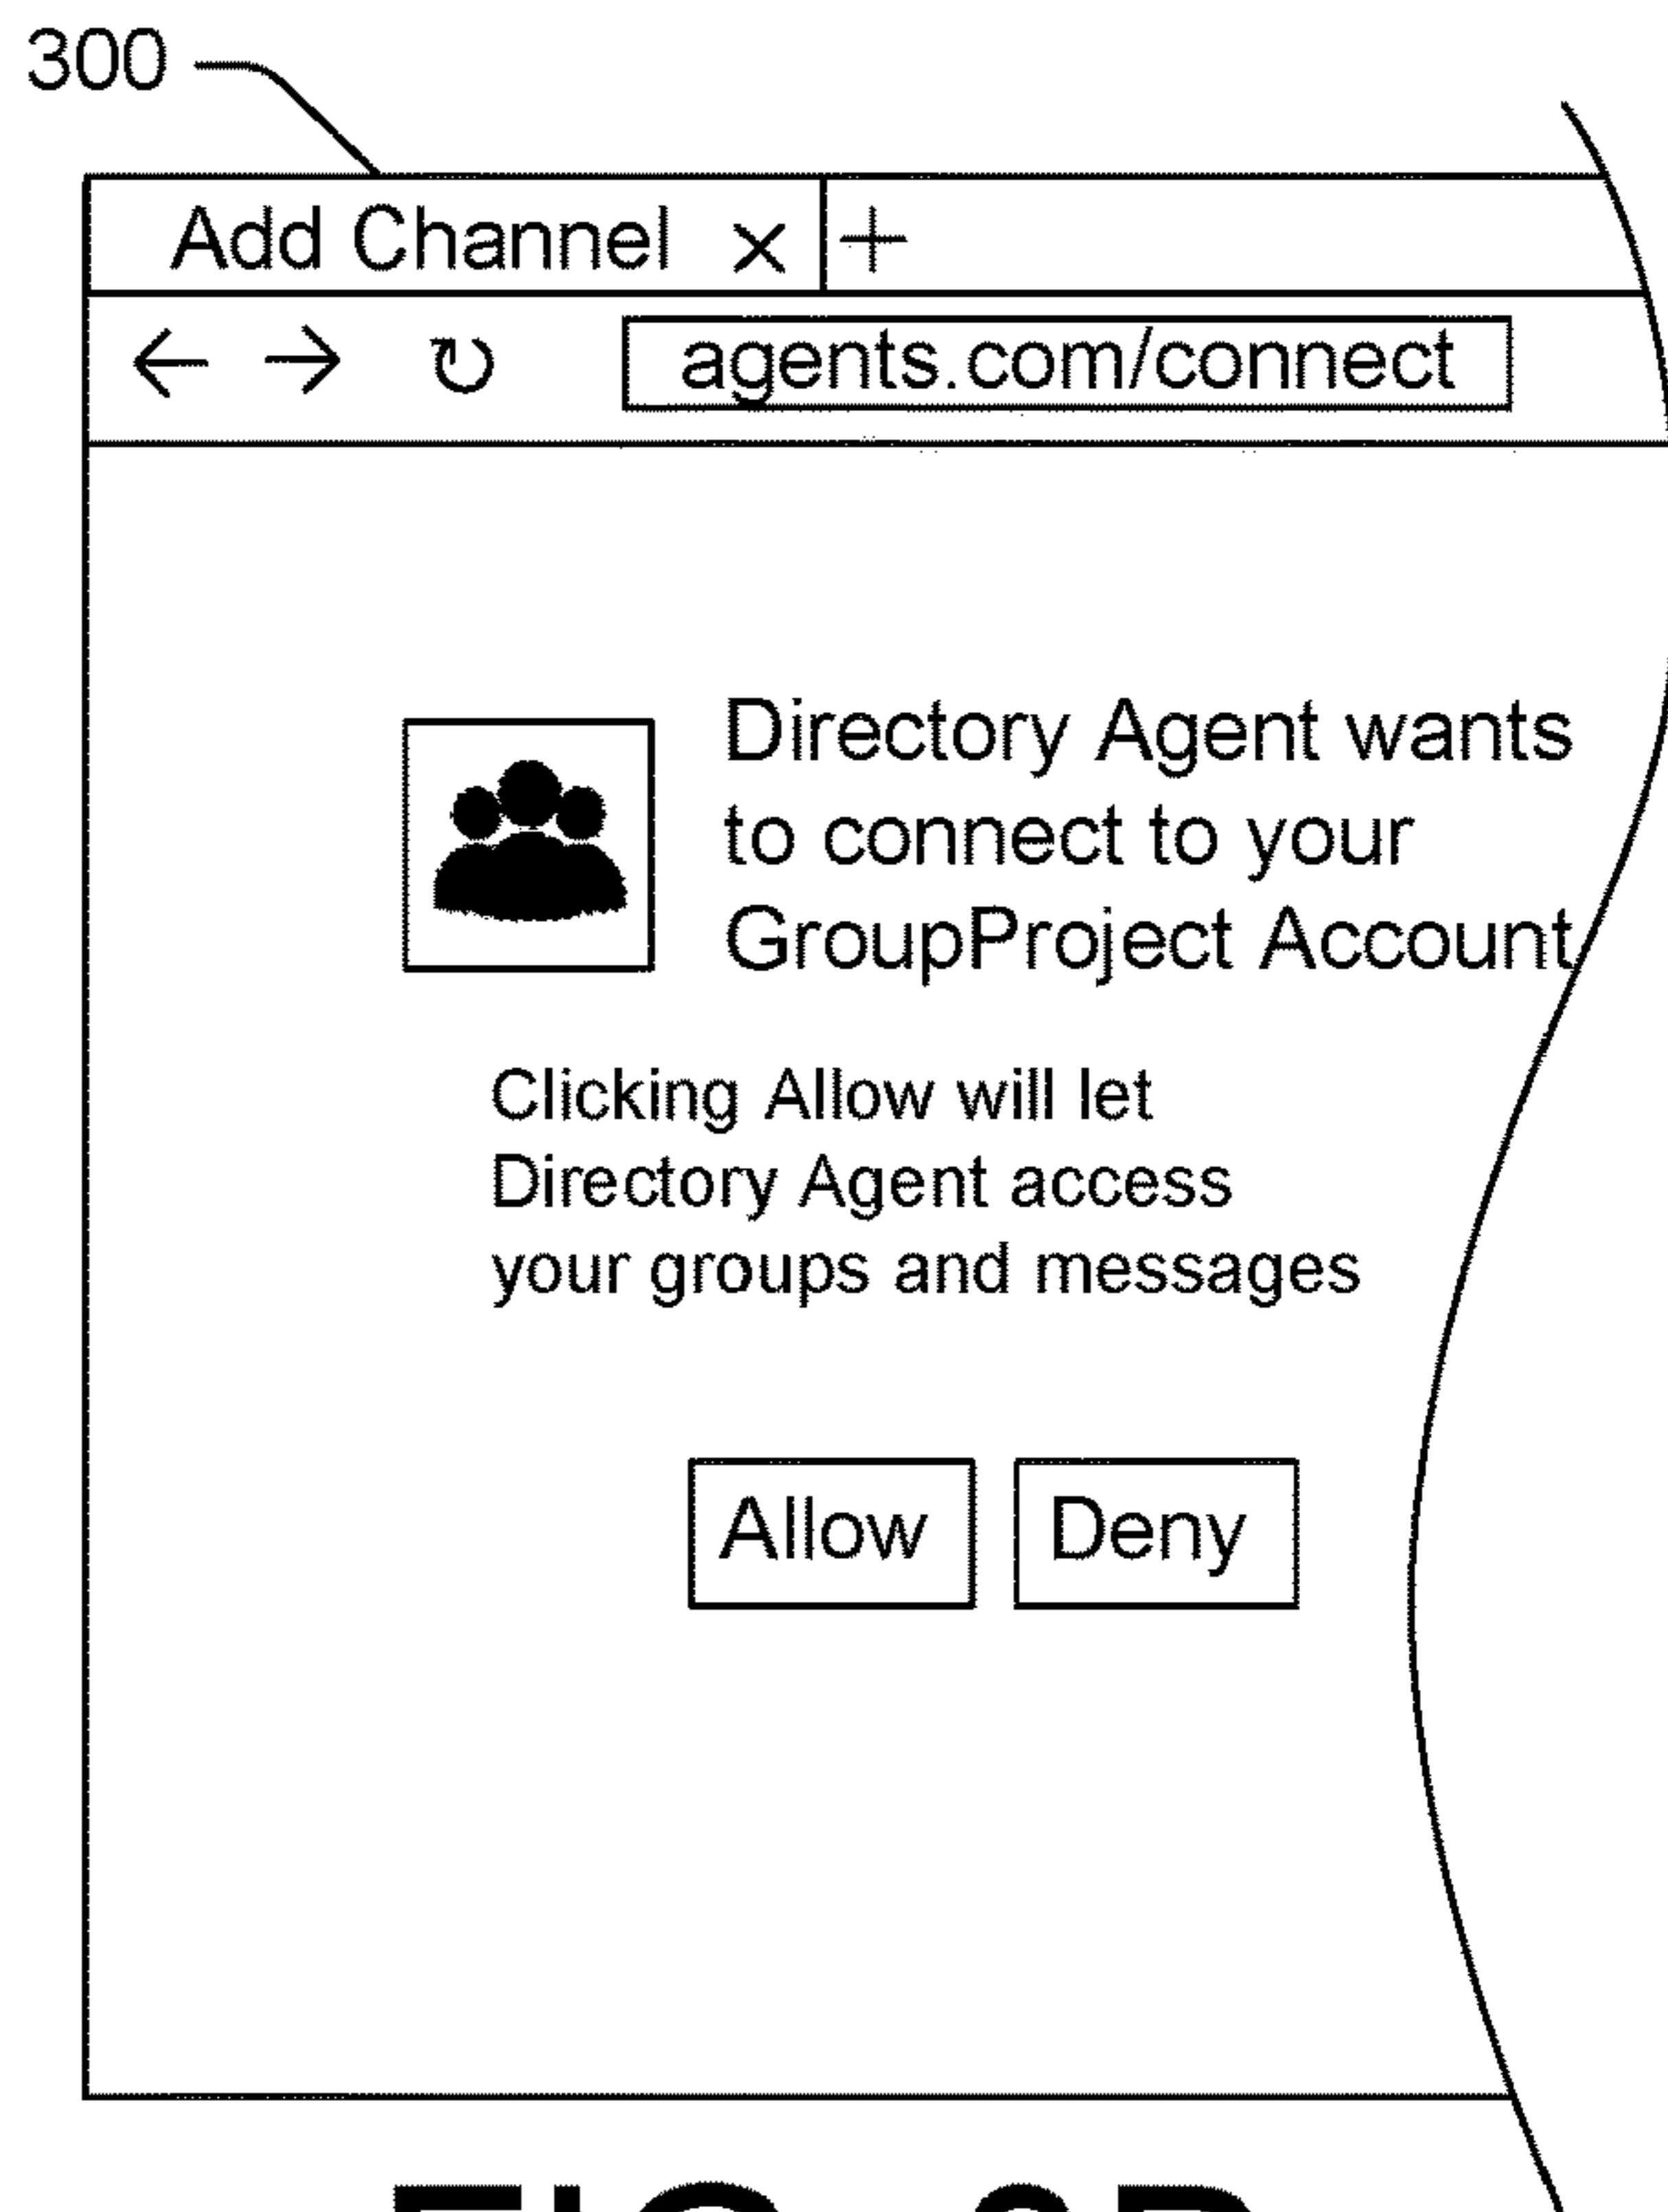 300
Add Channel × +
← → ↻ agents.com/connect
Directory Agent wants
to connect to your
GroupProject Account
Clicking Allow will let
Directory Agent access
your groups and messages
Allow Deny